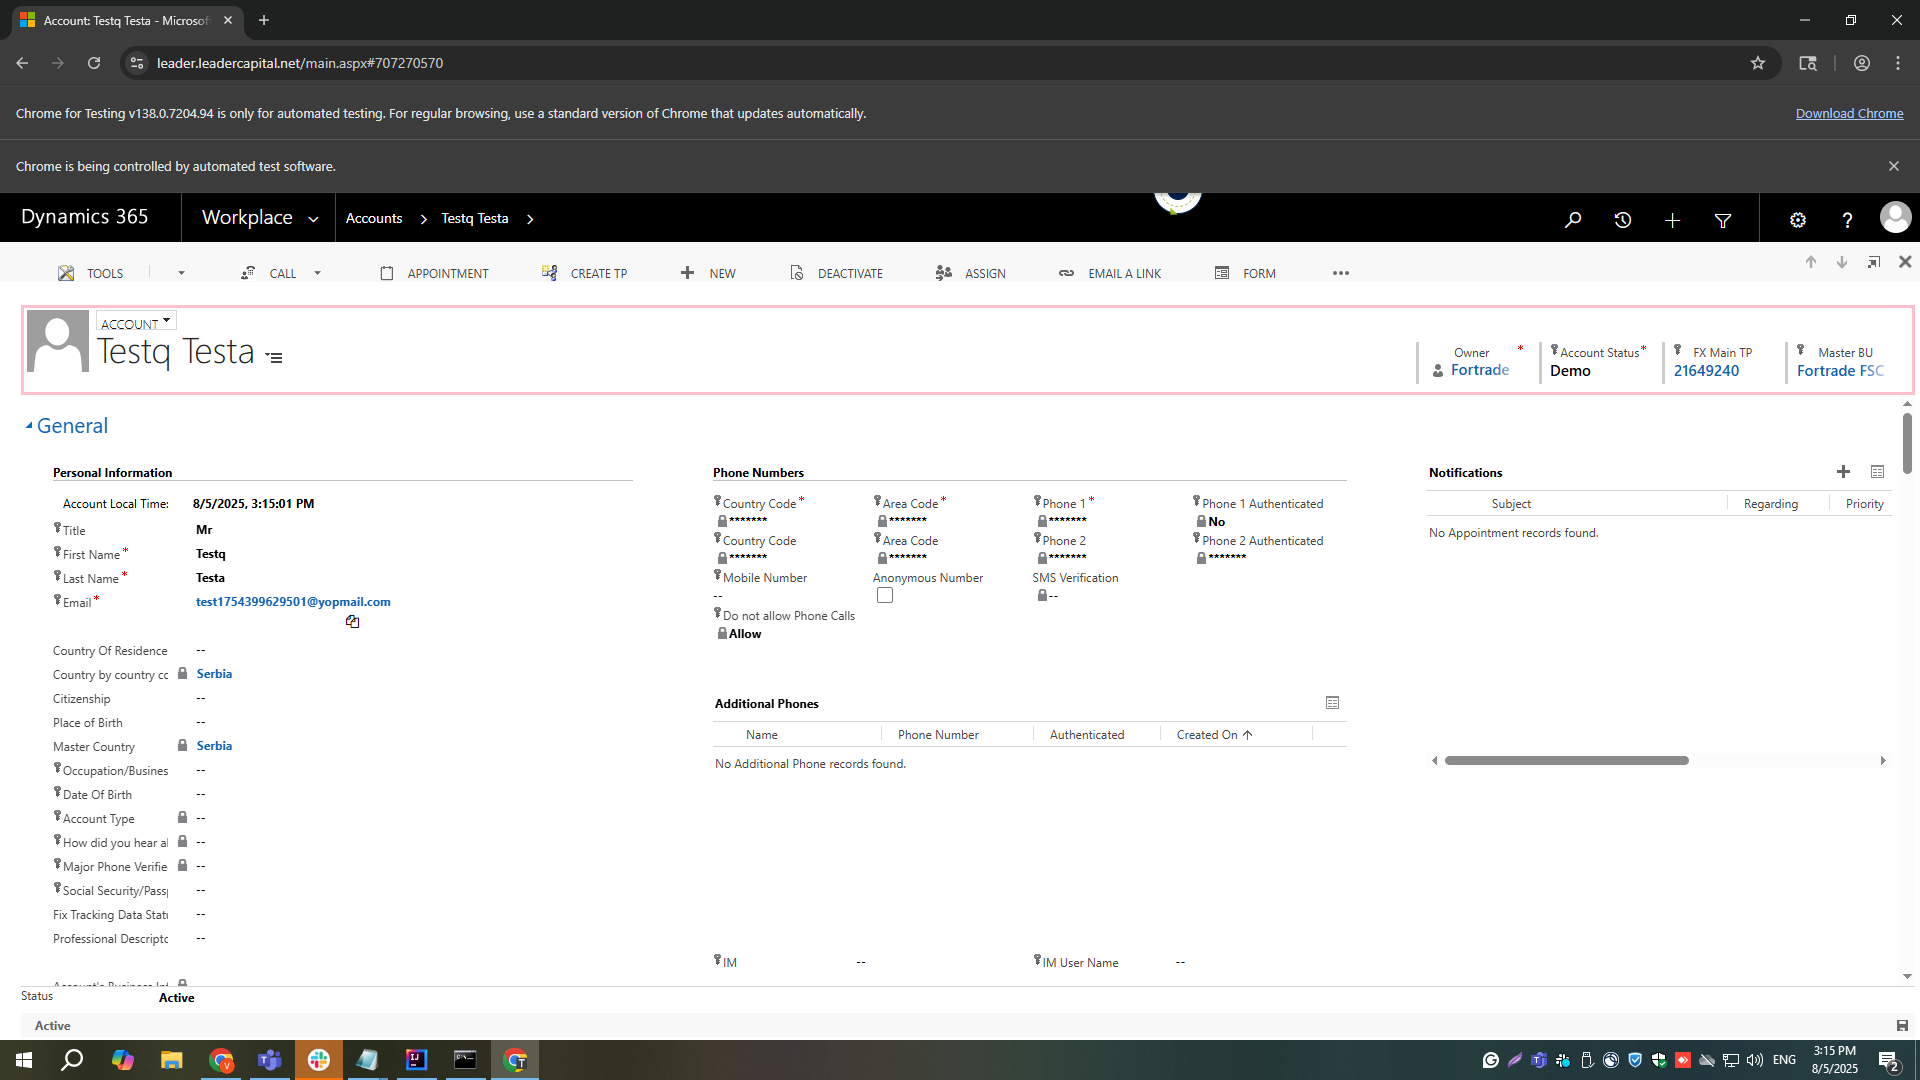 Account: Testq Testa - Microsof
leader.leadercapital.net/main.aspx#707270570
Chrome for Testing v138.0.7204.94 is only for automated testing. For regular browsing, use a standard version of Chrome that updates automatically.
Download Chrome
Chrome is being controlled by automated test software.
Dynamics 365
Workplace
Accounts
Testq Testa
TOOLS
CALL
APPOINTMENT
CREATE TP
NEW
DEACTIVATE
ASSIGN
EMAIL A LINK
FORM
ACCOUNT
Testq Testa
Owner *
Fortrade
Account Status *
Demo
FX Main TP
21649240
Master BU
Fortrade FSC
General
Personal Information
Account Local Time: 8/5/2025, 3:15:01 PM
Title Mr
First Name * Testq
Last Name * Testa
Email * test1754399629501@yopmail.com
Country Of Residence --
Country by country cc Serbia
Citizenship --
Place of Birth --
Master Country Serbia
Occupation/Busines --
Date Of Birth --
Account Type --
How did you hear a --
Major Phone Verifie --
Social Security/Pass --
Fix Tracking Data Stat --
Professional Descriptc --
Phone Numbers
Country Code * Area Code * Phone 1 * Phone 1 Authenticated
******* ******* ******* No
Country Code Area Code Phone 2 Phone 2 Authenticated
******* ******* ******* *******
Mobile Number Anonymous Number SMS Verification
-- --
Do not allow Phone Calls
Allow
Additional Phones
Name Phone Number Authenticated Created On
No Additional Phone records found.
IM -- IM User Name --
Notifications
Subject Regarding Priority
No Appointment records found.
Status Active
Active
ENG
3:15 PM
8/5/2025
2